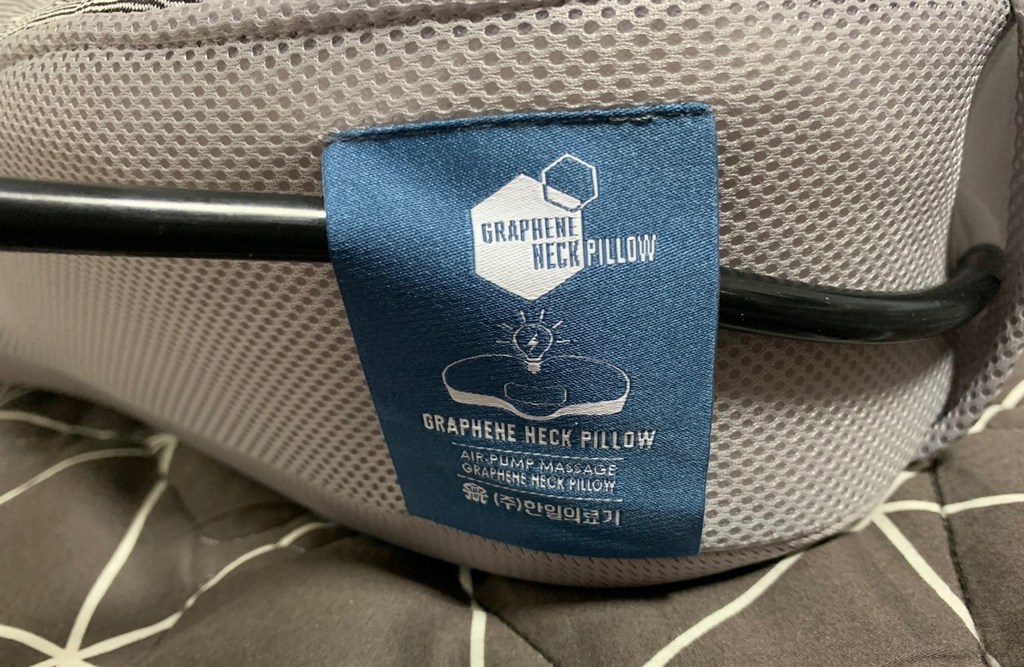 GRAPHENE
NECK PILLOW
GRAPHENE NECK PILLOW
AIR-PUMP MASSAGE
GRAPHENE NECK PILLOW
(주)한일의료기